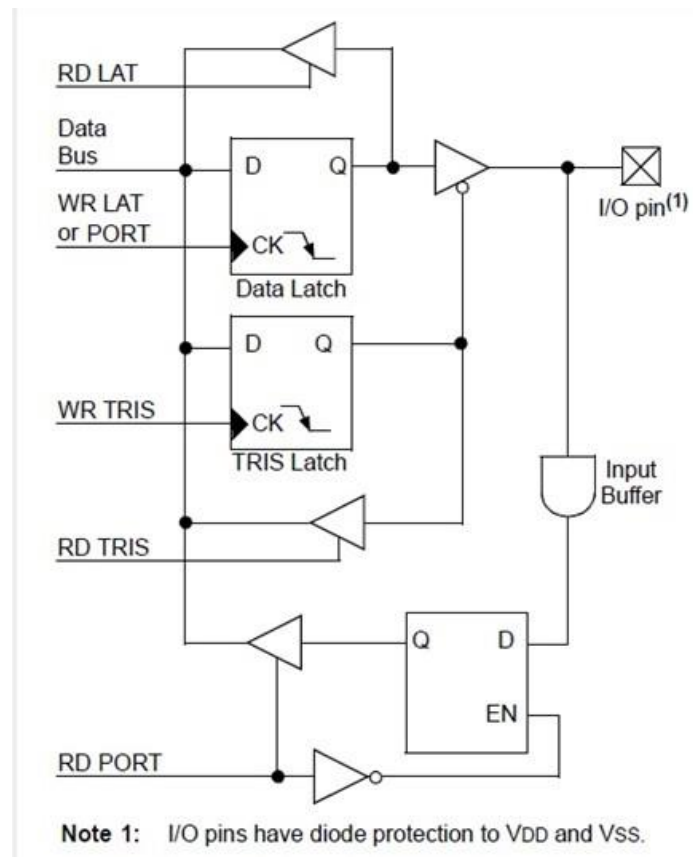 RD LAT
Data
Bus
D Q
WR LAT
or PORT
CK
Data Latch
I/O pin(1)
D Q
WR TRIS
CK
TRIS Latch
Input
Buffer
RD TRIS
Q D
EN
RD PORT
Note 1: I/O pins have diode protection to VDD and VSS.